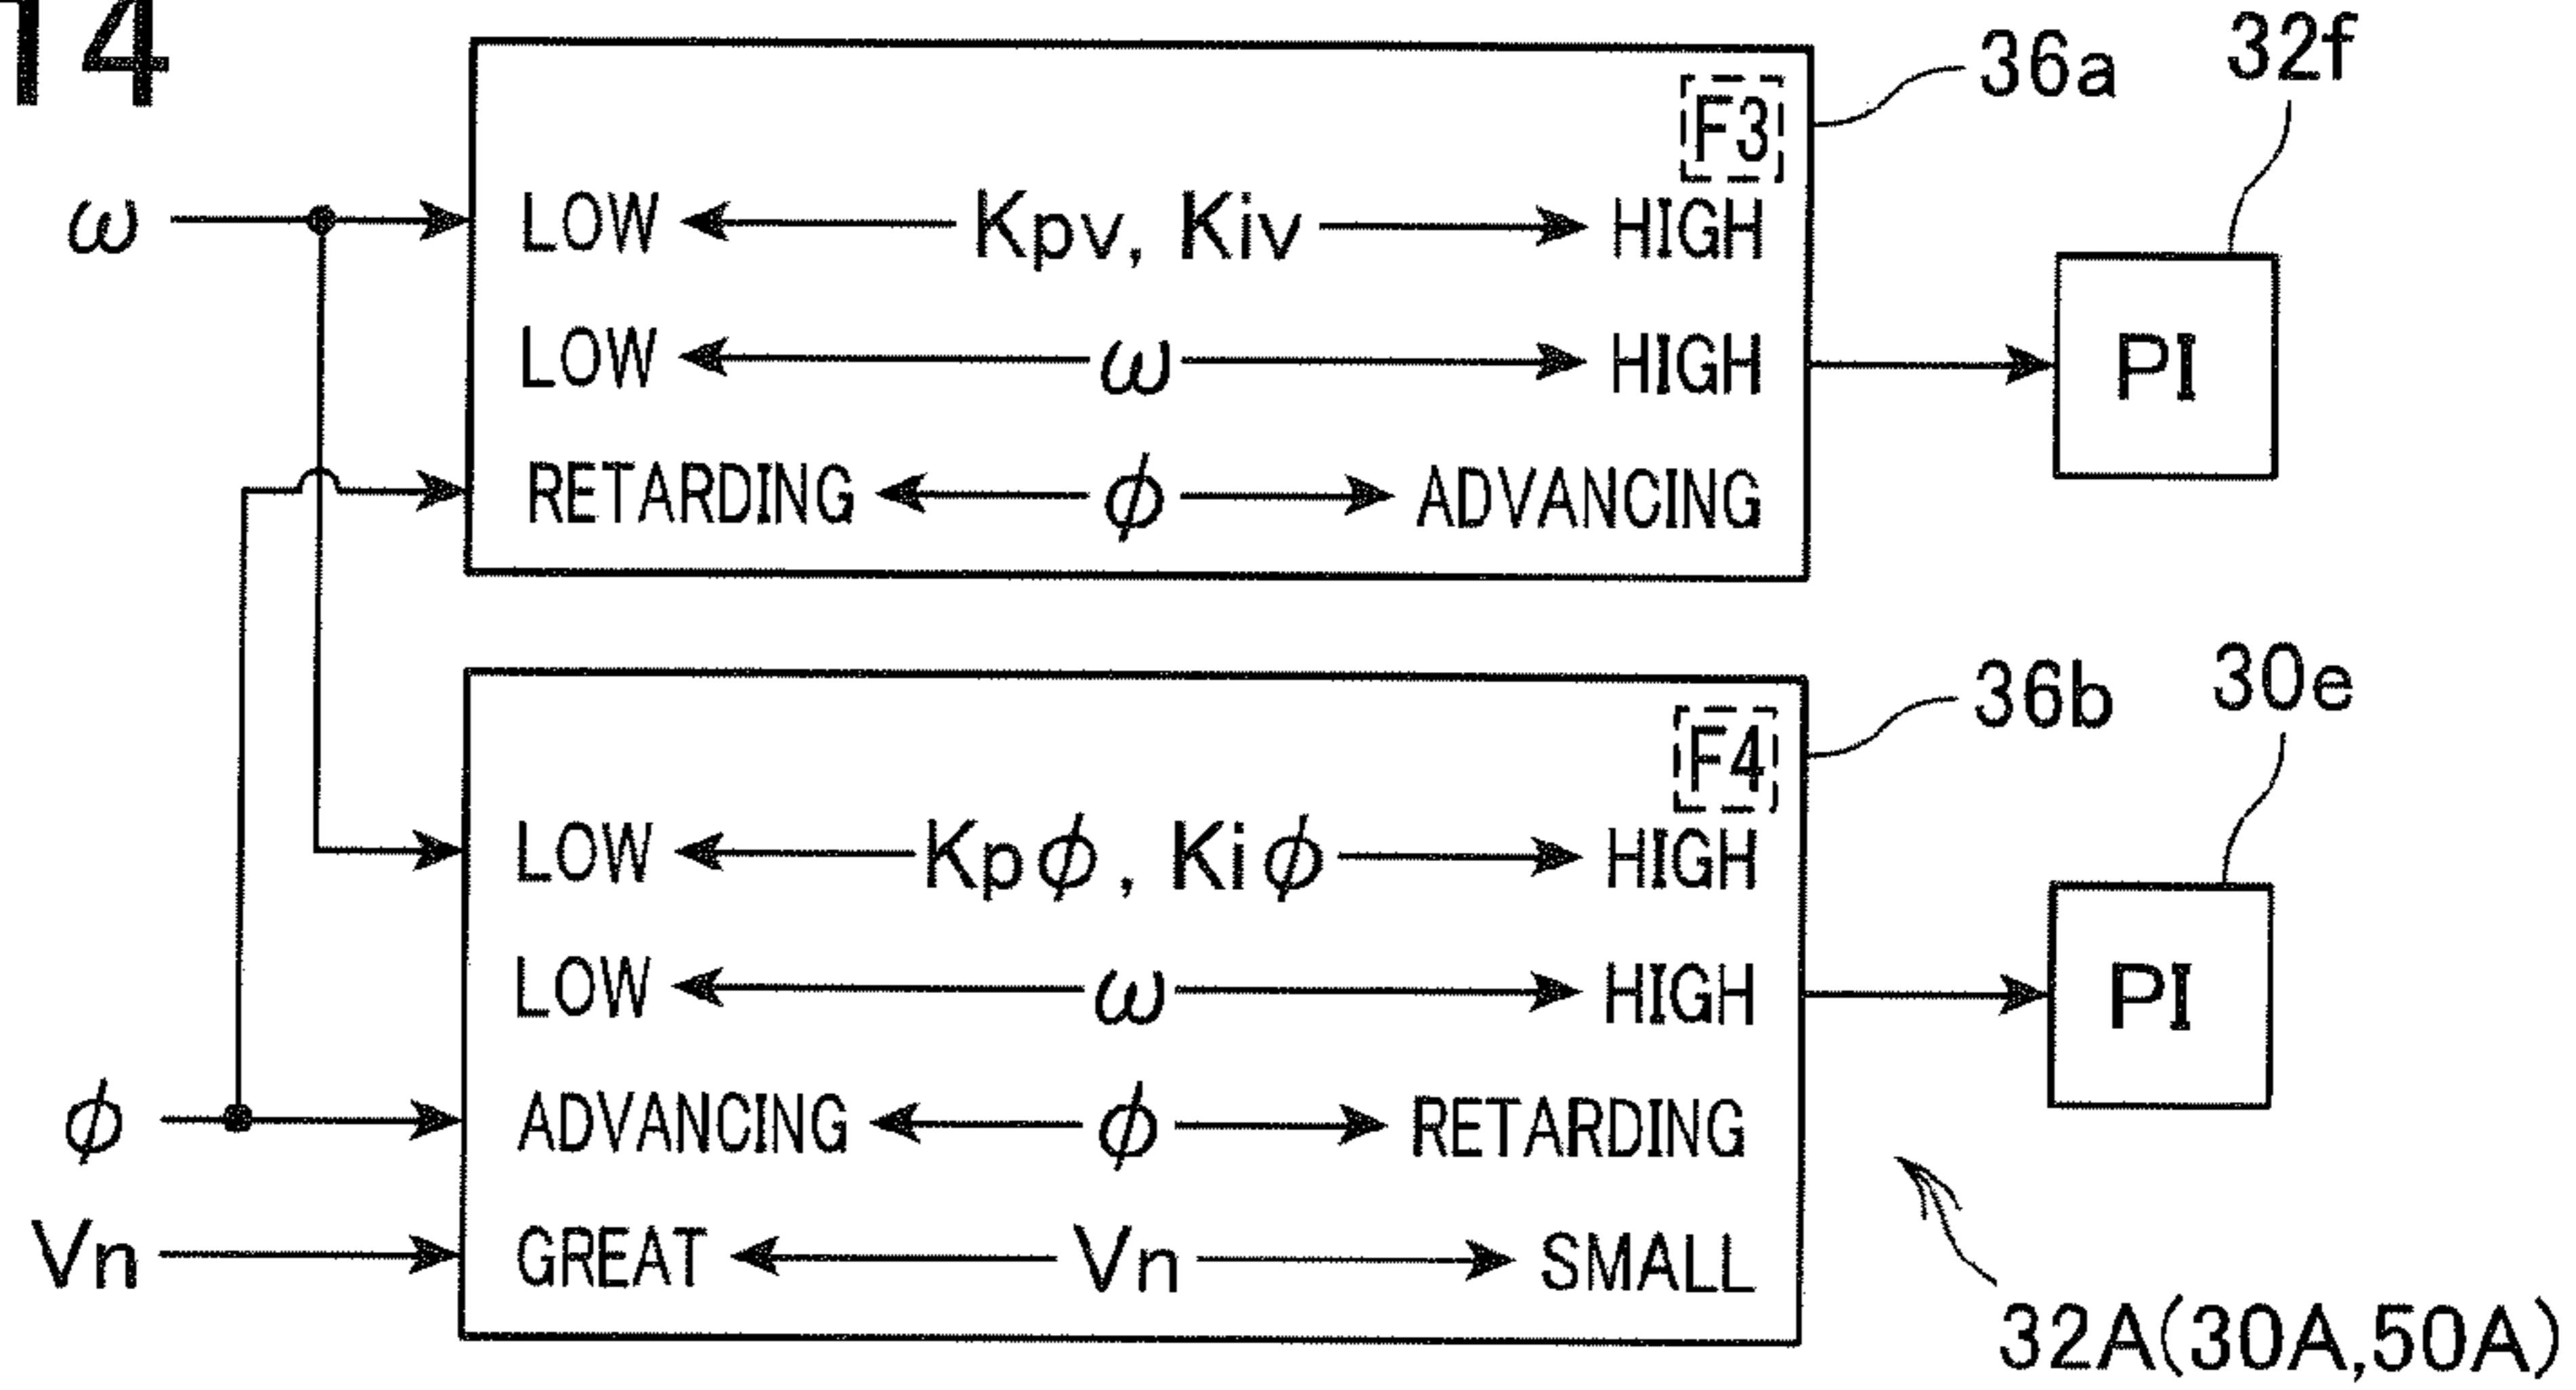 14
36a
32f
F3
ω
LOW Kpv, Kiv HIGH
LOW ω HIGH
PI
RETARDING ϕ ADVANCING
36b
30e
F4
LOW Kpϕ, Kiϕ HIGH
LOW ω HIGH
PI
ϕ
ADVANCING ϕ RETARDING
Vn
GREAT Vn SMALL
32A(30A,50A)